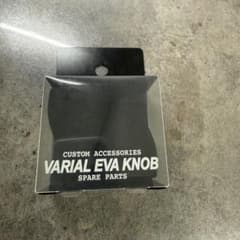 CUSTOM ACCESSORIES
VARIAL EVA KNOB
SPARE PARTS